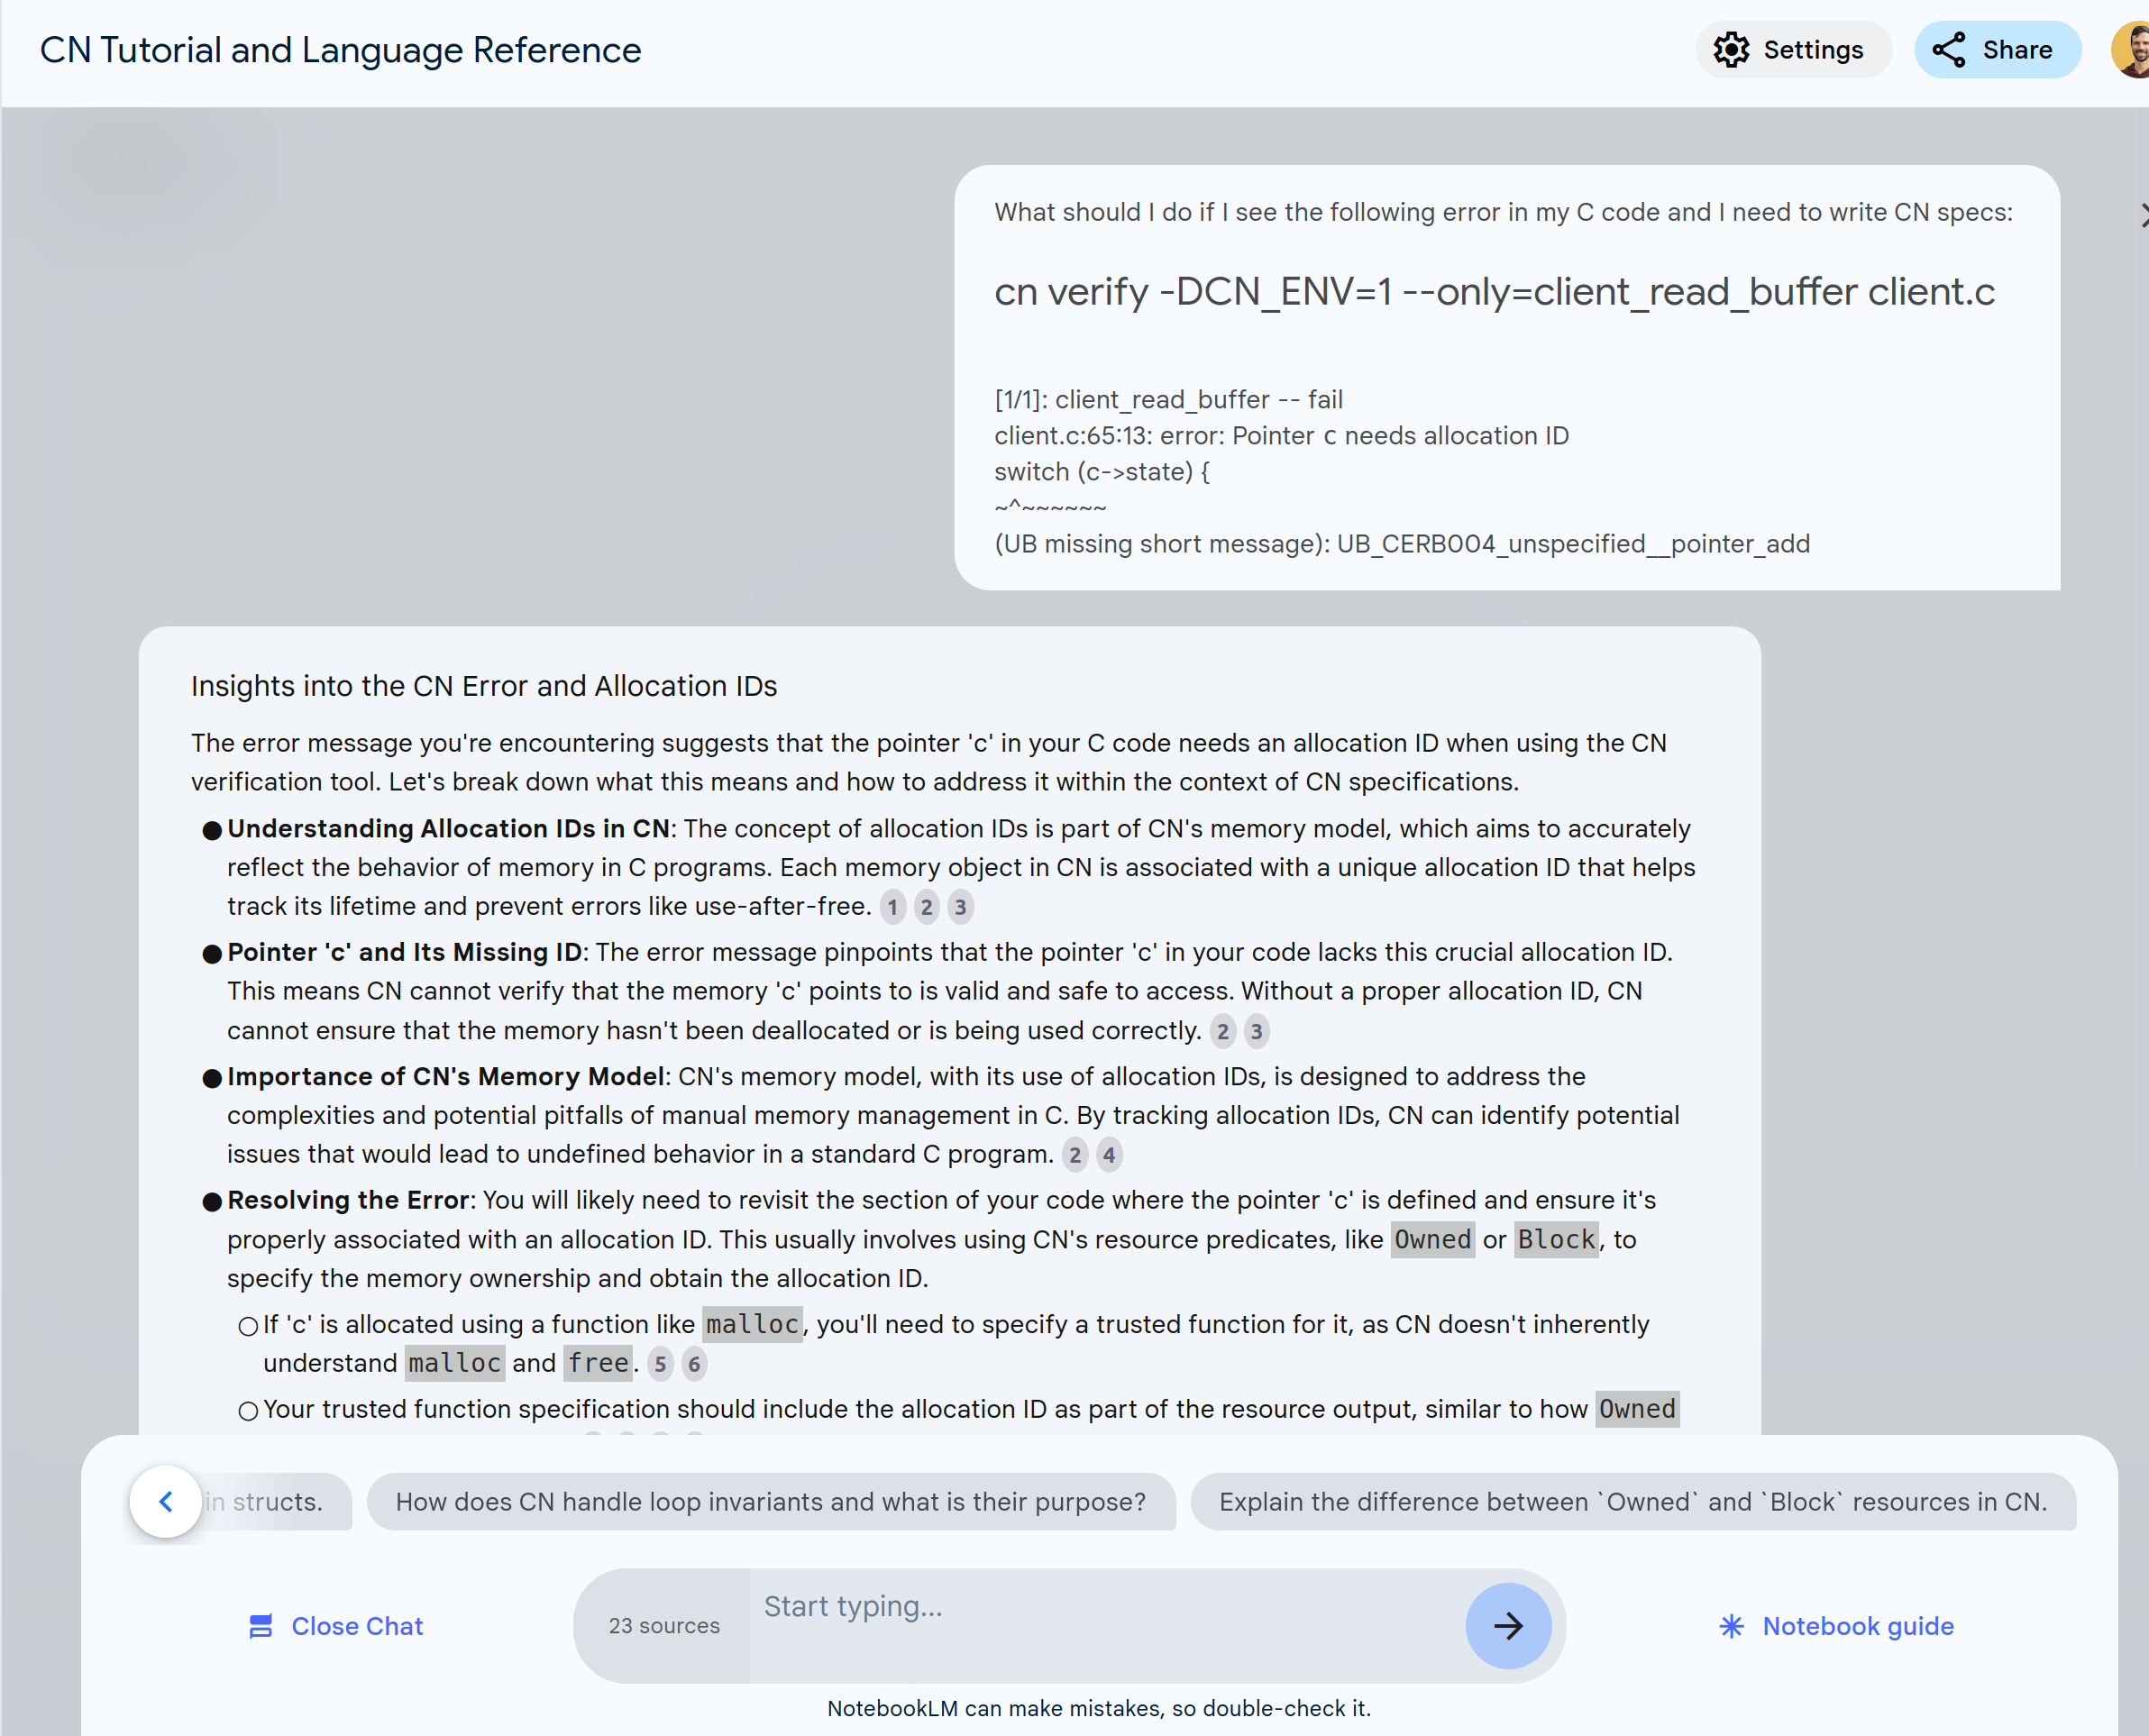 CN Tutorial and Language Reference
Settings
Share
What should I do if I see the following error in my C code and I need to write CN specs:
cn verify -DCN_ENV=1 --only=client_read_buffer client.c
[1/1]: client_read_buffer -- fail
client.c:65:13: error: Pointer c needs allocation ID
switch (c->state) {
~^~~~~~~
(UB missing short message): UB_CERB004_unspecified__pointer_add
Insights into the CN Error and Allocation IDs
The error message you're encountering suggests that the pointer 'c' in your C code needs an allocation ID when using the CN
verification tool. Let's break down what this means and how to address it within the context of CN specifications.
● Understanding Allocation IDs in CN: The concept of allocation IDs is part of CN's memory model, which aims to accurately
reflect the behavior of memory in C programs. Each memory object in CN is associated with a unique allocation ID that helps
track its lifetime and prevent errors like use-after-free. 1 2 3
● Pointer 'c' and Its Missing ID: The error message pinpoints that the pointer 'c' in your code lacks this crucial allocation ID.
This means CN cannot verify that the memory 'c' points to is valid and safe to access. Without a proper allocation ID, CN
cannot ensure that the memory hasn't been deallocated or is being used correctly. 2 3
● Importance of CN's Memory Model: CN's memory model, with its use of allocation IDs, is designed to address the
complexities and potential pitfalls of manual memory management in C. By tracking allocation IDs, CN can identify potential
issues that would lead to undefined behavior in a standard C program. 2 4
● Resolving the Error: You will likely need to revisit the section of your code where the pointer 'c' is defined and ensure it's
properly associated with an allocation ID. This usually involves using CN's resource predicates, like Owned or Block, to
specify the memory ownership and obtain the allocation ID.
○ If 'c' is allocated using a function like malloc, you'll need to specify a trusted function for it, as CN doesn't inherently
understand malloc and free. 5 6
○ Your trusted function specification should include the allocation ID as part of the resource output, similar to how Owned
in structs.
How does CN handle loop invariants and what is their purpose?
Explain the difference between `Owned` and `Block` resources in CN.
Close Chat
23 sources
Start typing...
Notebook guide
NotebookLM can make mistakes, so double-check it.